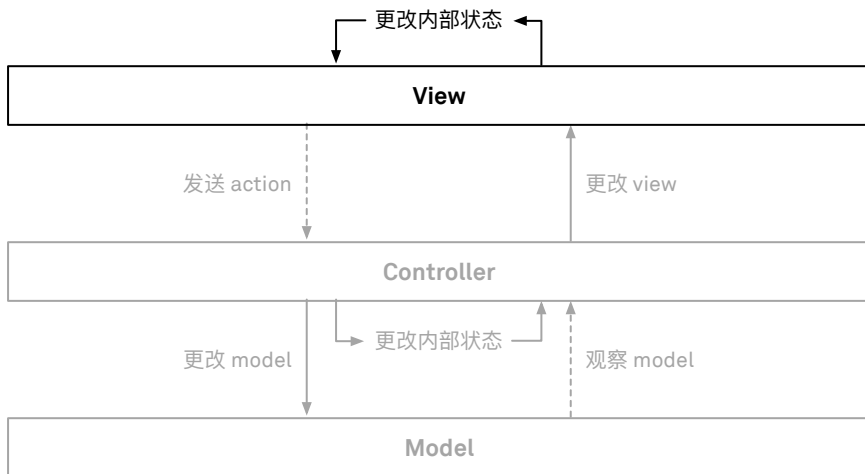 更改内部状态
View
发送 action
更改 view
Controller
更改内部状态
更改 model
观察 model
Model